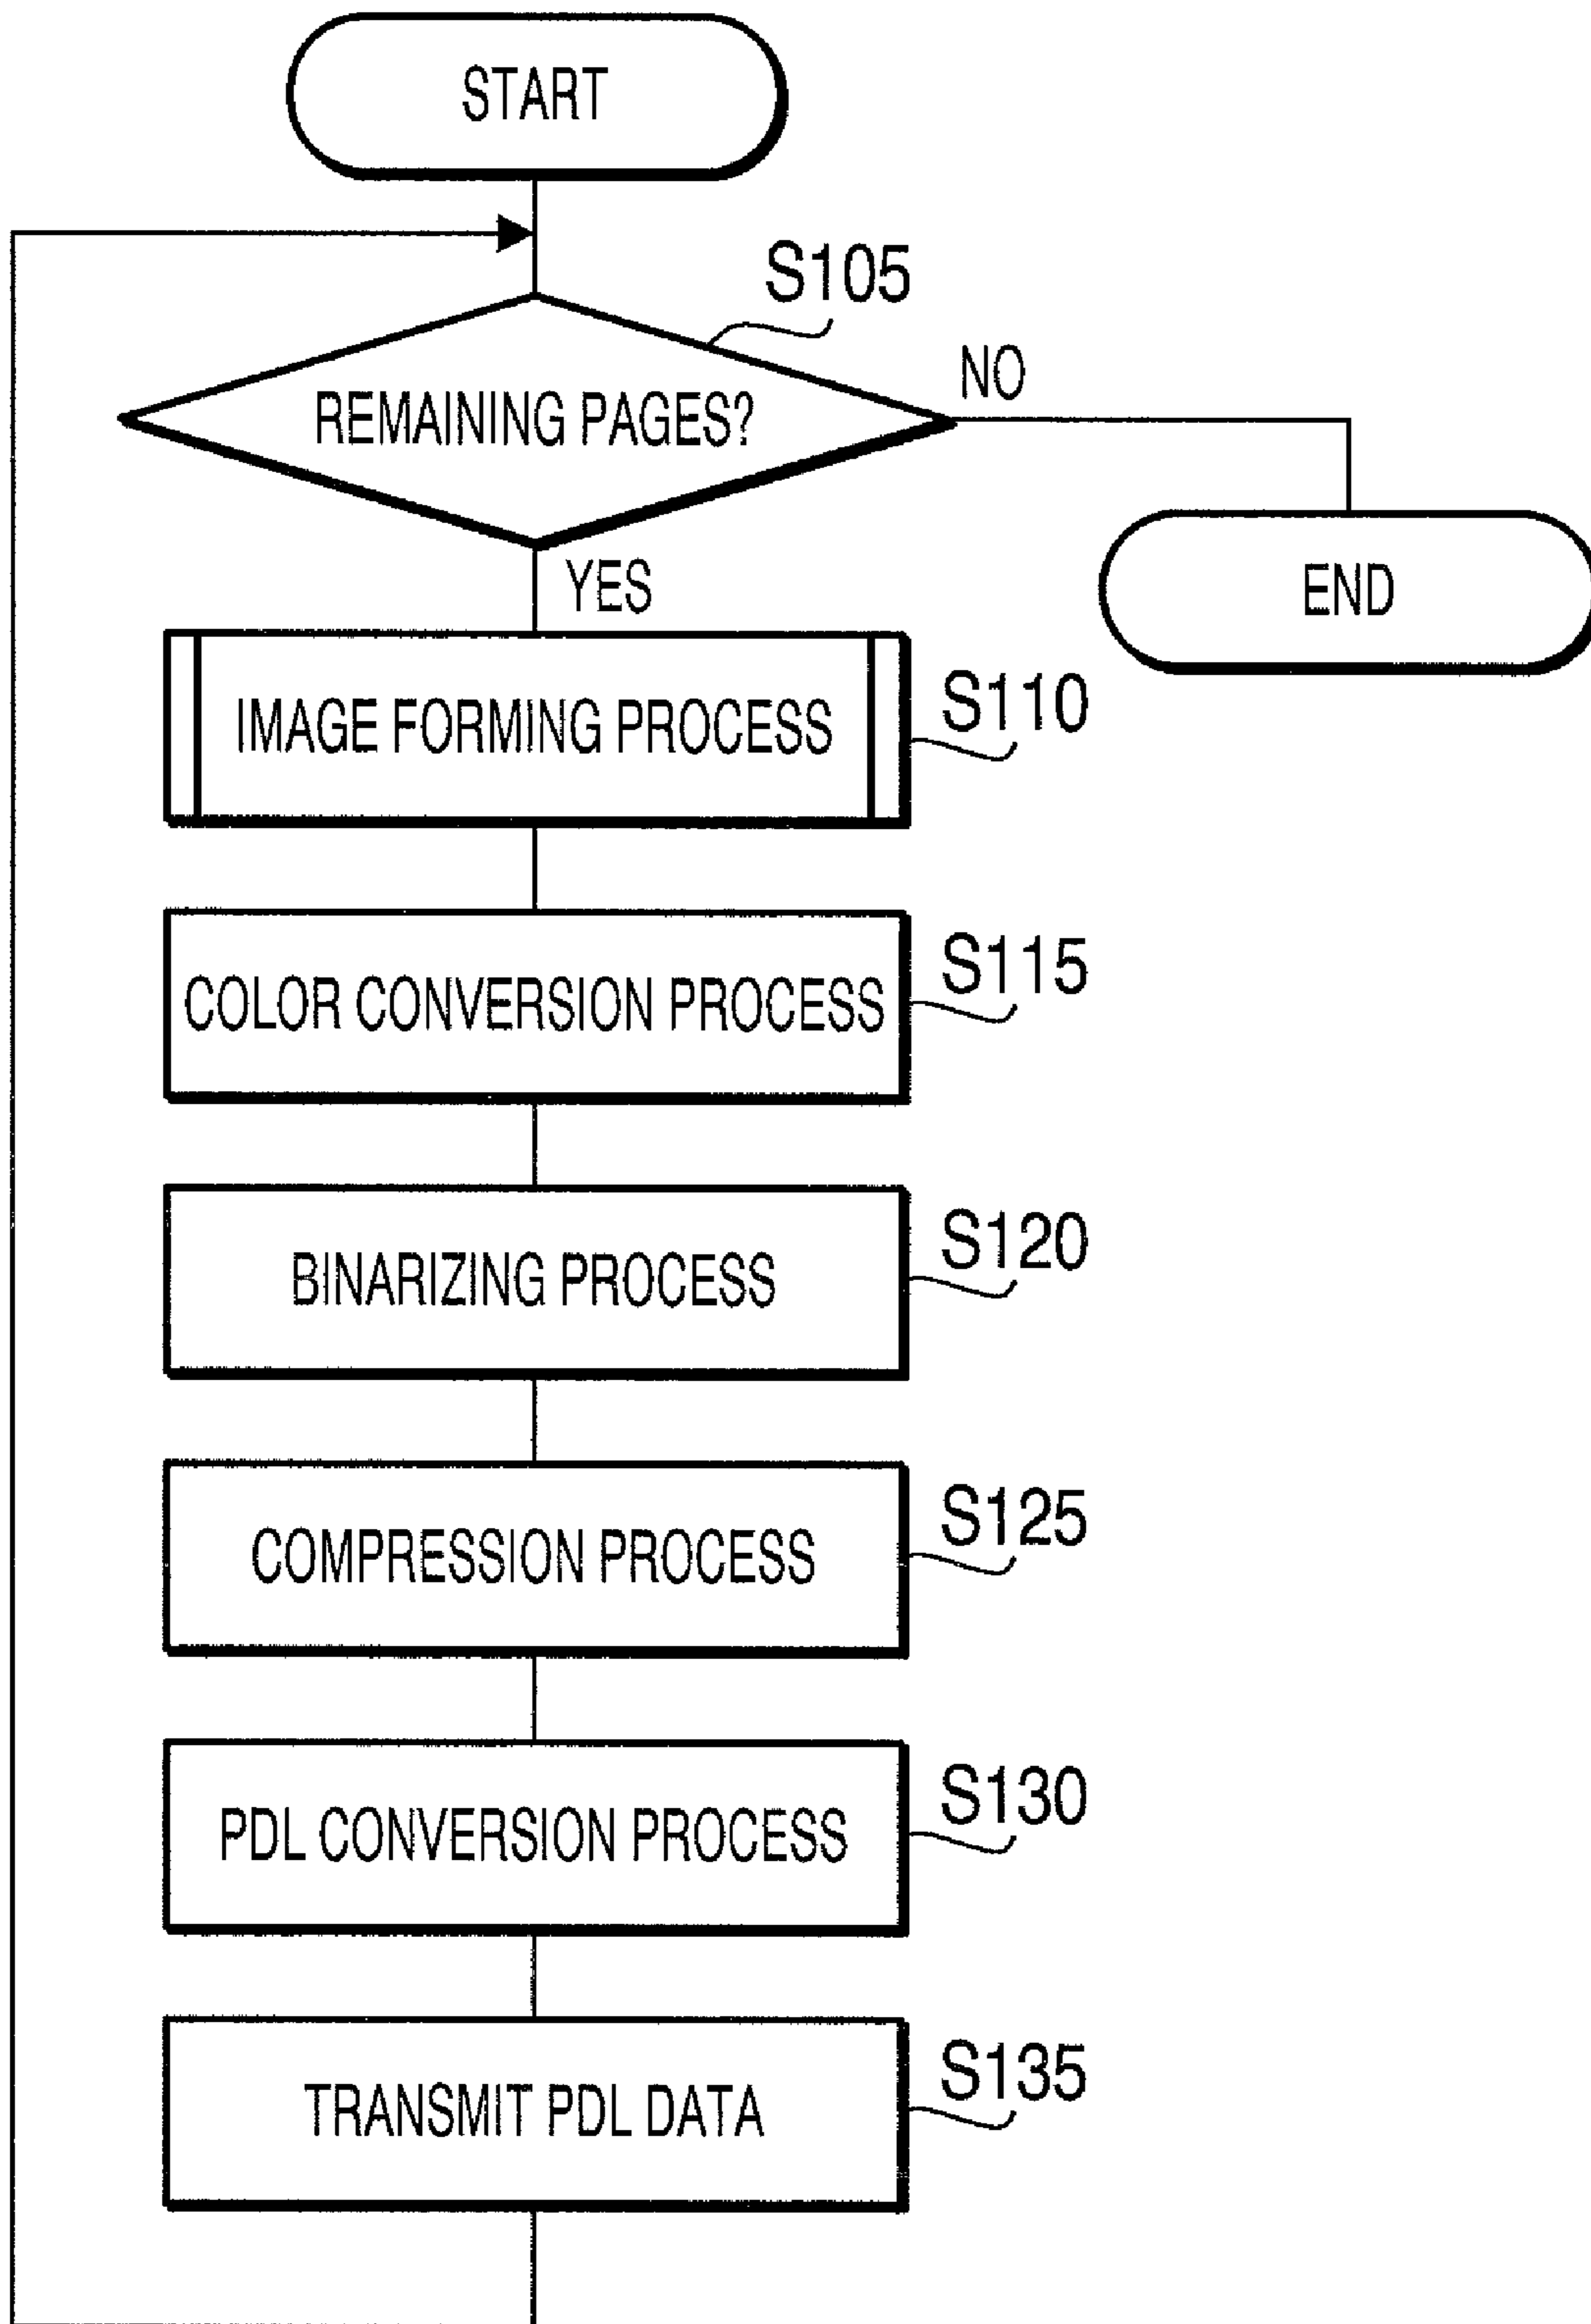 START
S105
REMAINING PAGES?
NO
YES
END
IMAGE FORMING PROCESS
S110
COLOR CONVERSION PROCESS
S115
BINARIZING PROCESS
S120
COMPRESSION PROCESS
S125
PDL CONVERSION PROCESS
S130
TRANSMIT PDL DATA
S135